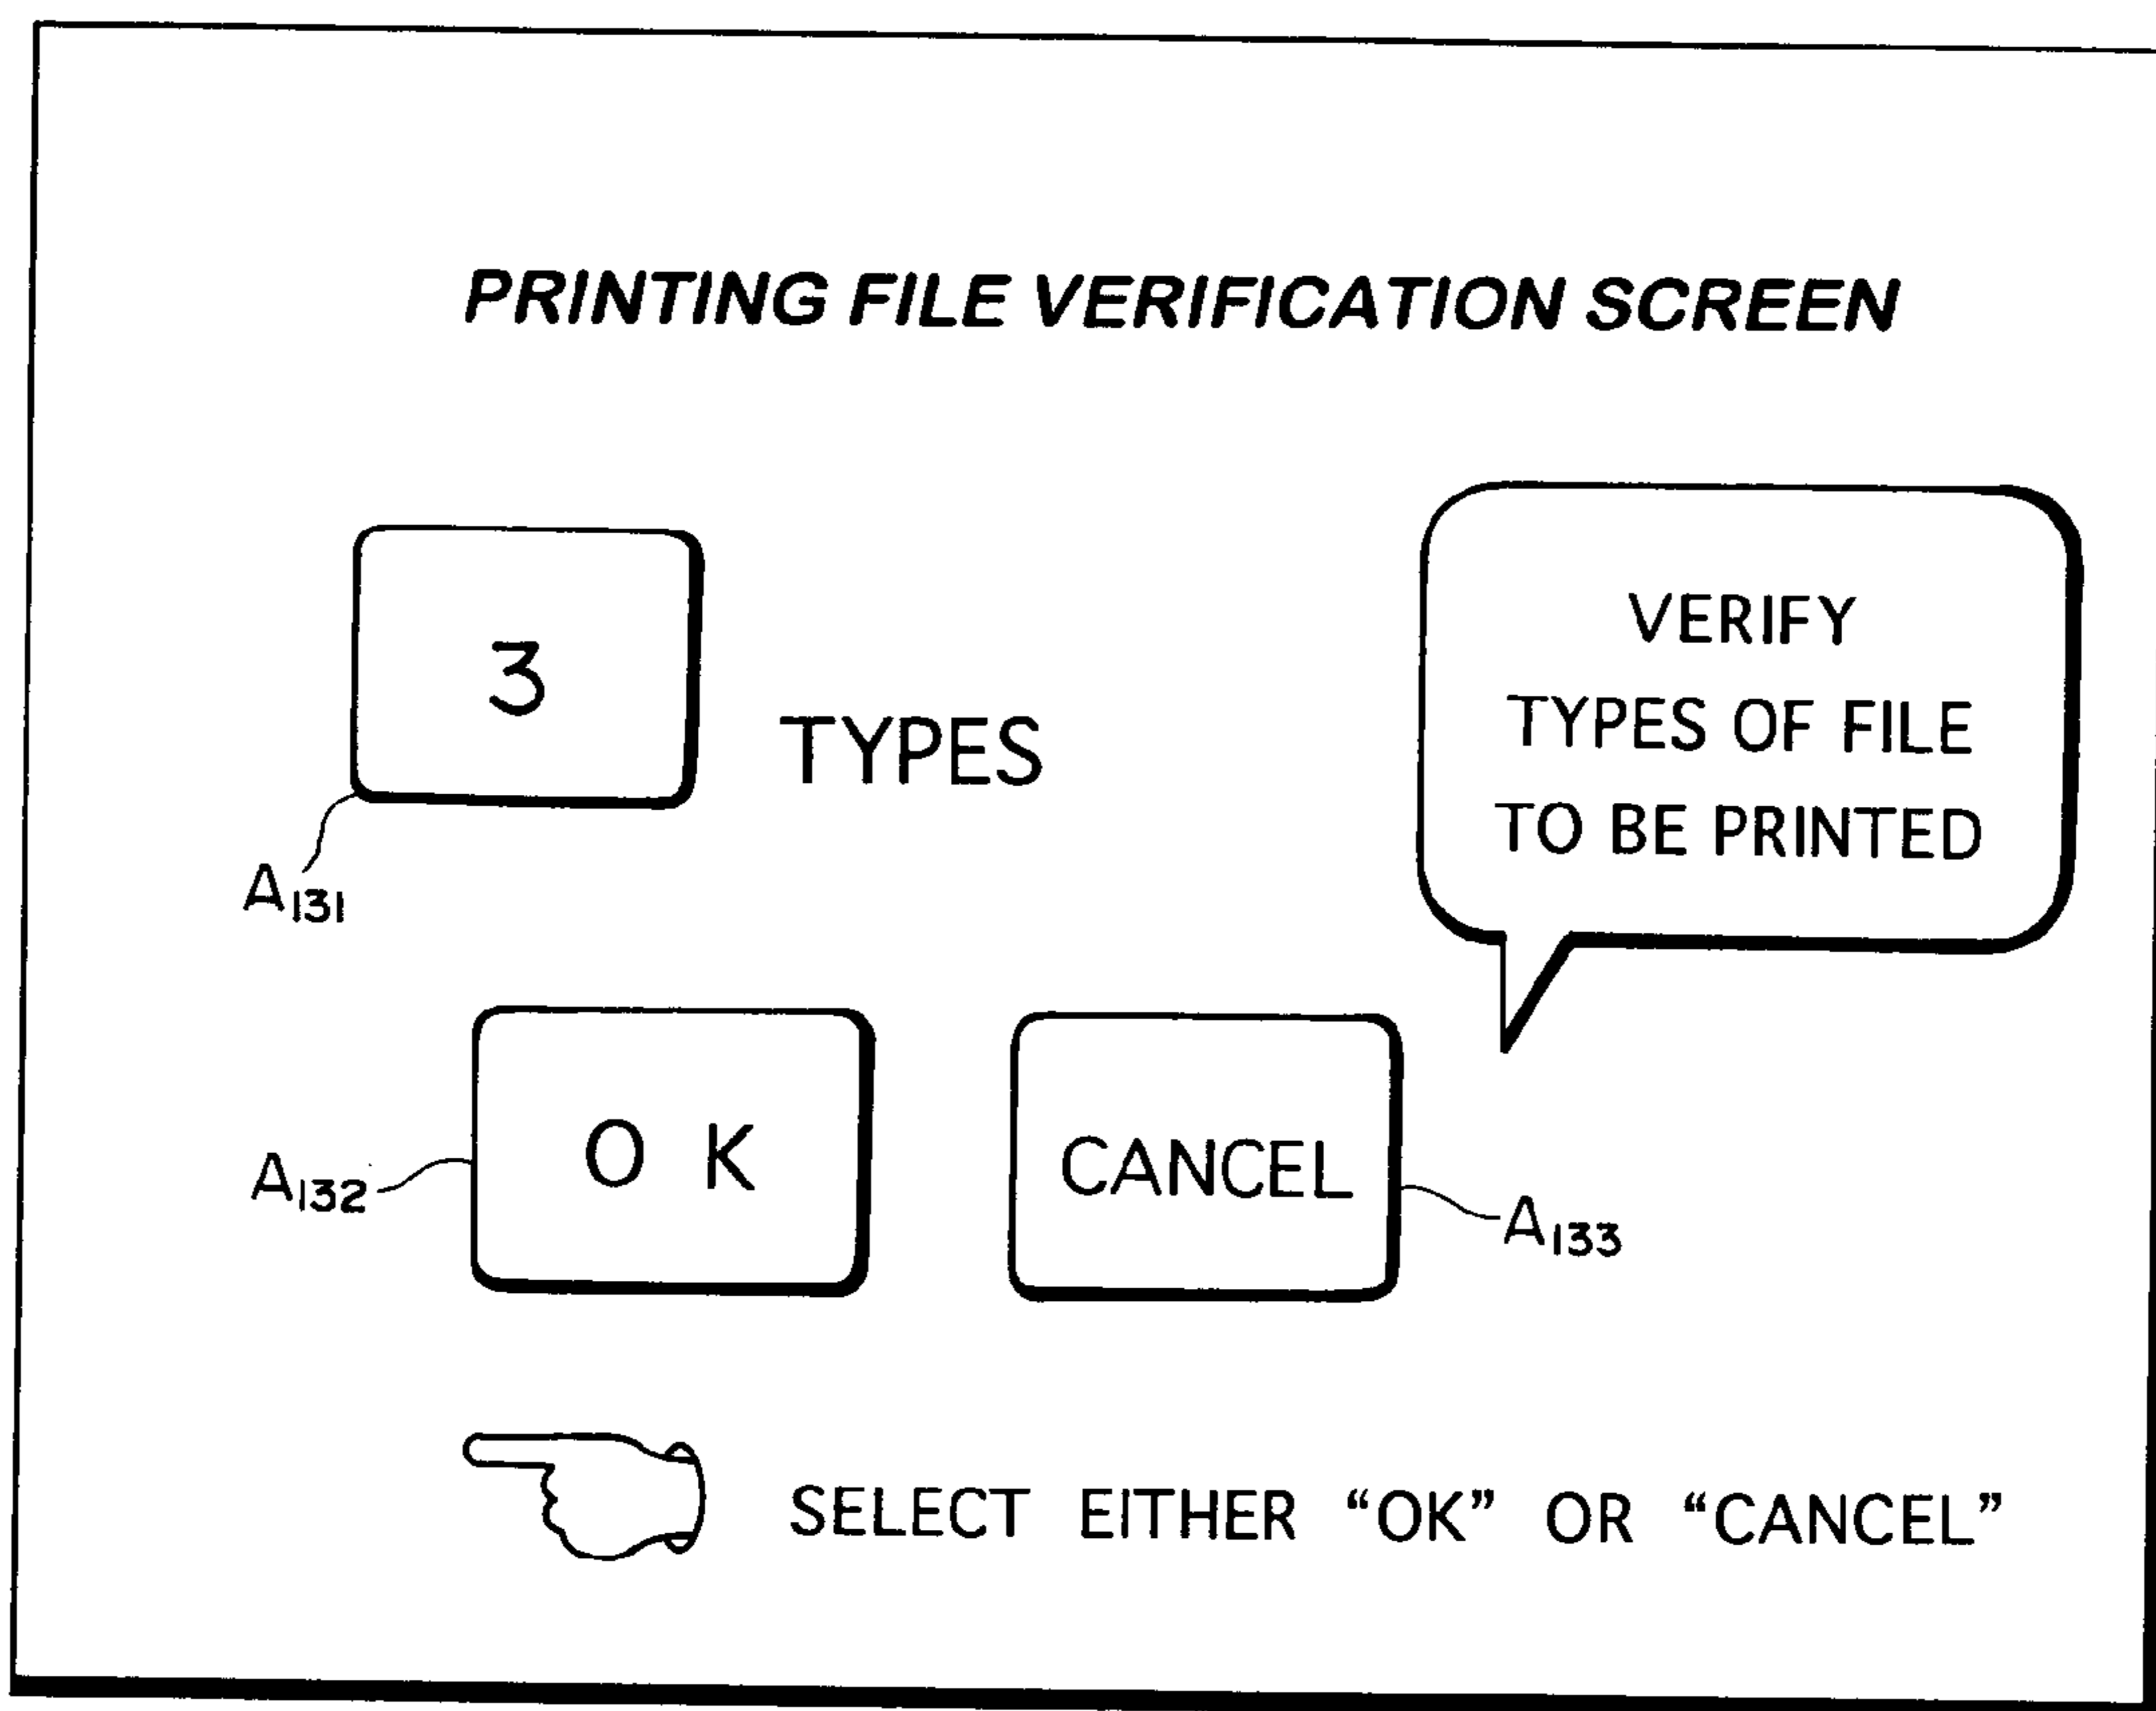 PRINTING FILE VERIFICATION SCREEN
3
TYPES
VERIFY
TYPES OF FILE
TO BE PRINTED
A131
O K
CANCEL
A132
A133
SELECT EITHER “OK” OR “CANCEL”